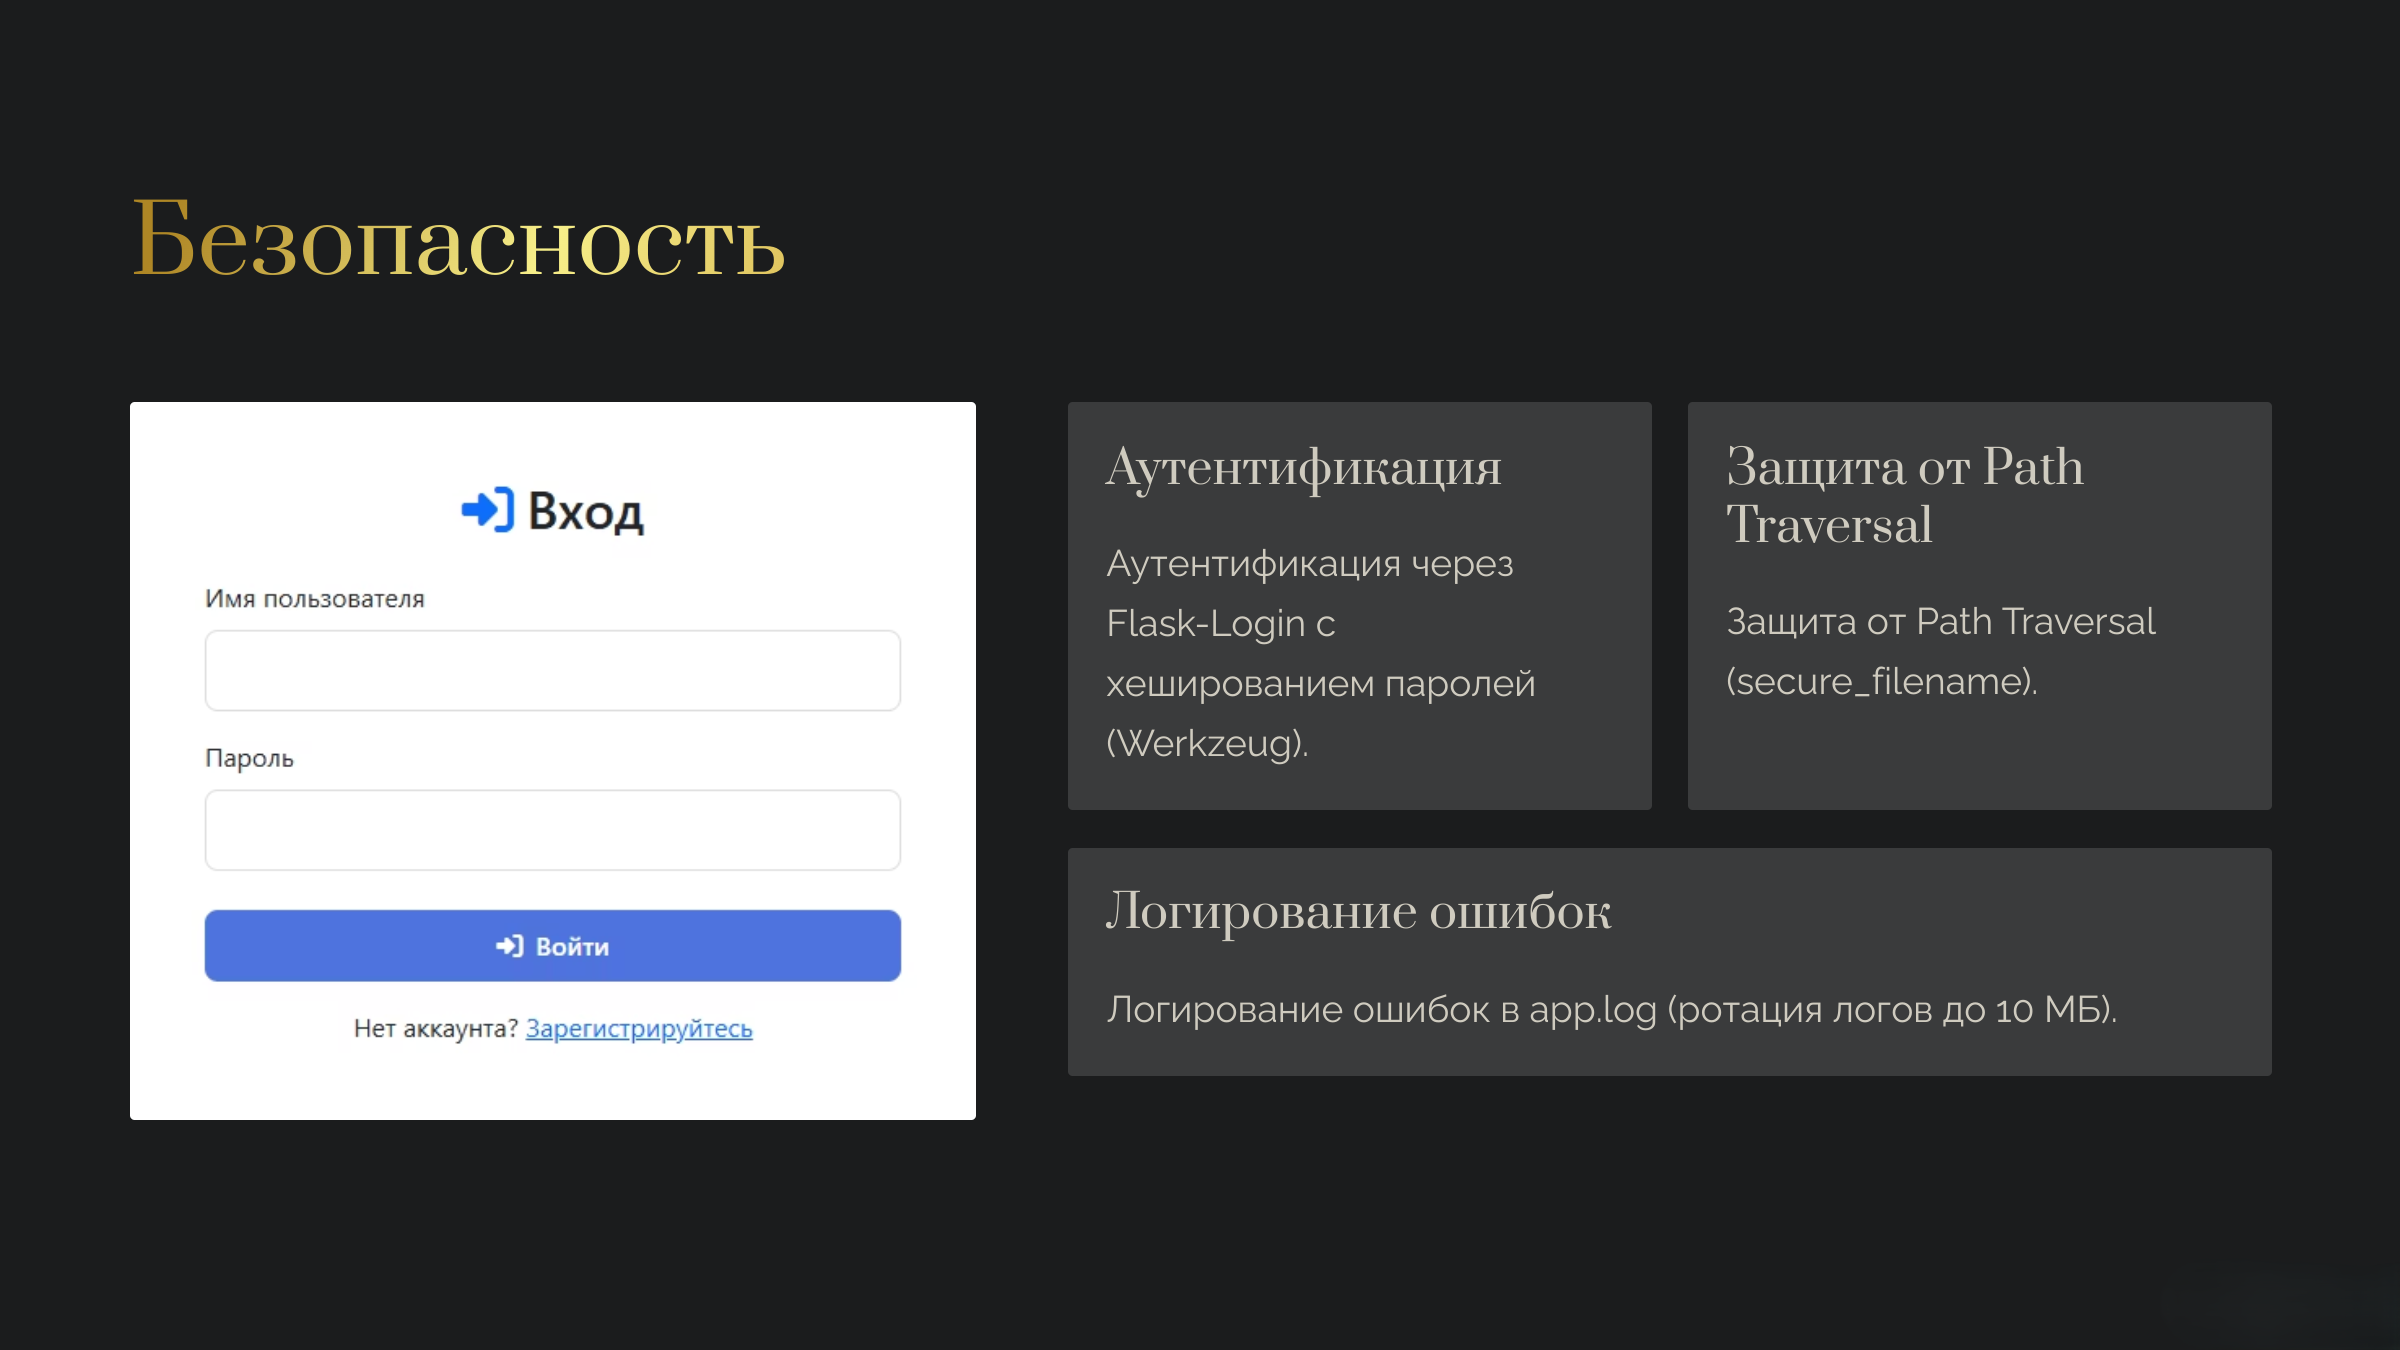 Безопасность
Вход
Имя пользователя
Пароль
Войти
Нет аккаунта? Зарегистрируйтесь
Аутентификация
Аутентификация через
Flask-Login с
хешированием паролей
(Werkzeug).
Защита от Path
Traversal
Защита от Path Traversal
(secure_filename).
Логирование ошибок
Логирование ошибок в app.log (ротация логов до 10 МБ).